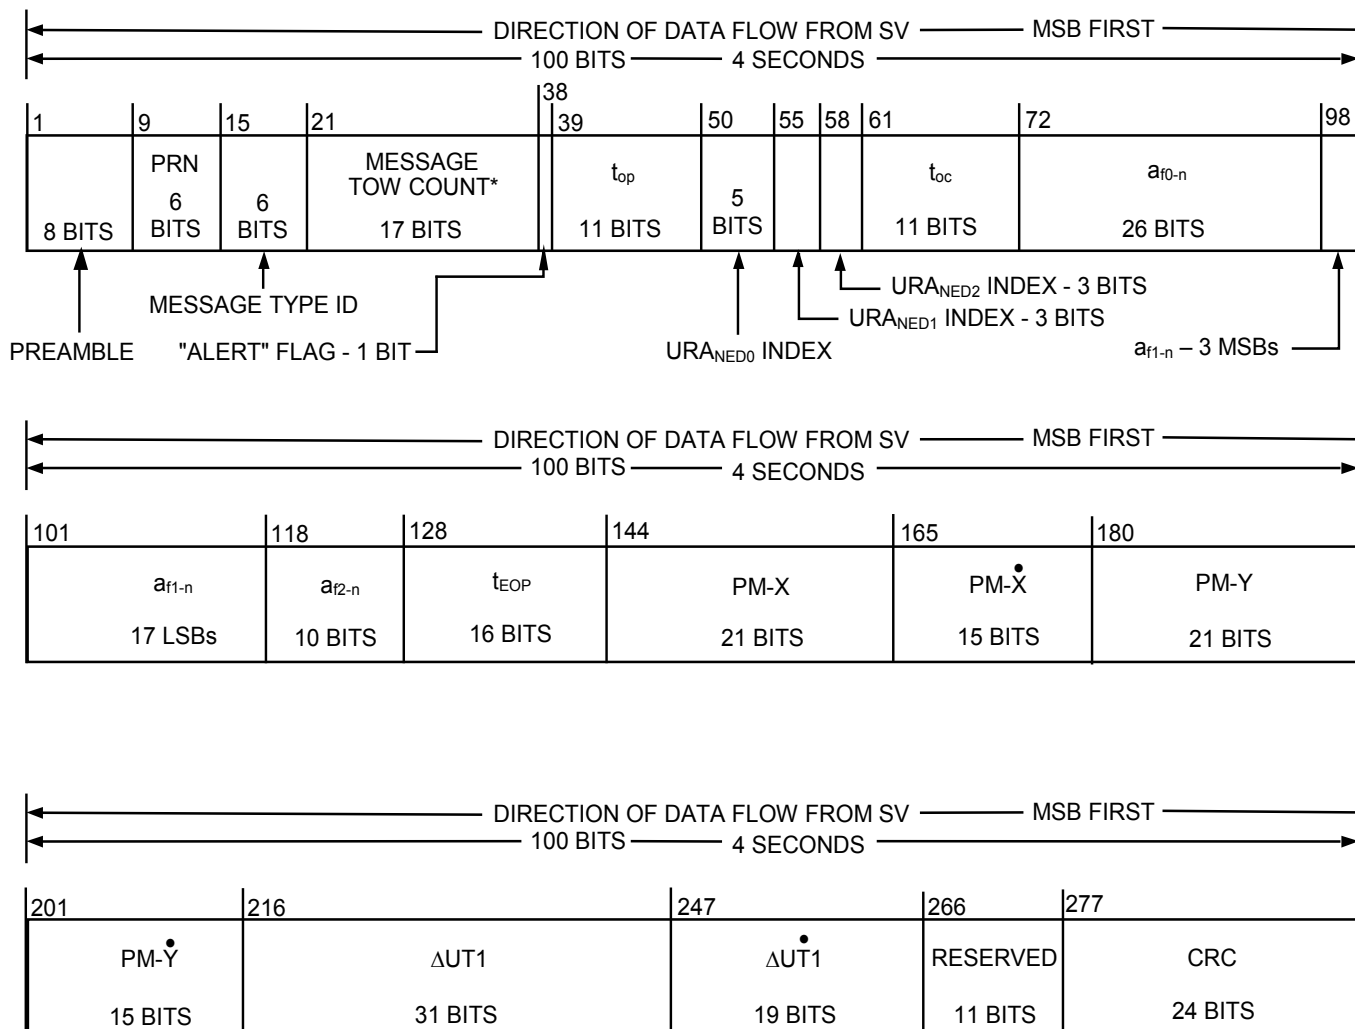 DIRECTION OF DATA FLOW FROM SV MSB FIRST
100 BITS 4 SECONDS
1 9 15 21 38 39 50 55 58 61 72 98
PRN MESSAGE t_op t_oc a_f0-n
TOW COUNT*
6 6 5
8 BITS BITS BITS 17 BITS 11 BITS BITS 11 BITS 26 BITS
URA_NED2 INDEX - 3 BITS
MESSAGE TYPE ID
URA_NED1 INDEX - 3 BITS
PREAMBLE "ALERT" FLAG - 1 BIT URA_NED0 INDEX a_f1-n – 3 MSBs
DIRECTION OF DATA FLOW FROM SV MSB FIRST
100 BITS 4 SECONDS
101 118 128 144 165 180
a_f1-n a_f2-n t_EOP PM-X PM-Ẋ PM-Y
17 LSBs 10 BITS 16 BITS 21 BITS 15 BITS 21 BITS
DIRECTION OF DATA FLOW FROM SV MSB FIRST
100 BITS 4 SECONDS
201 216 247 266 277
PM-Ẏ ΔUT1 ΔUṪ1 RESERVED CRC
15 BITS 31 BITS 19 BITS 11 BITS 24 BITS